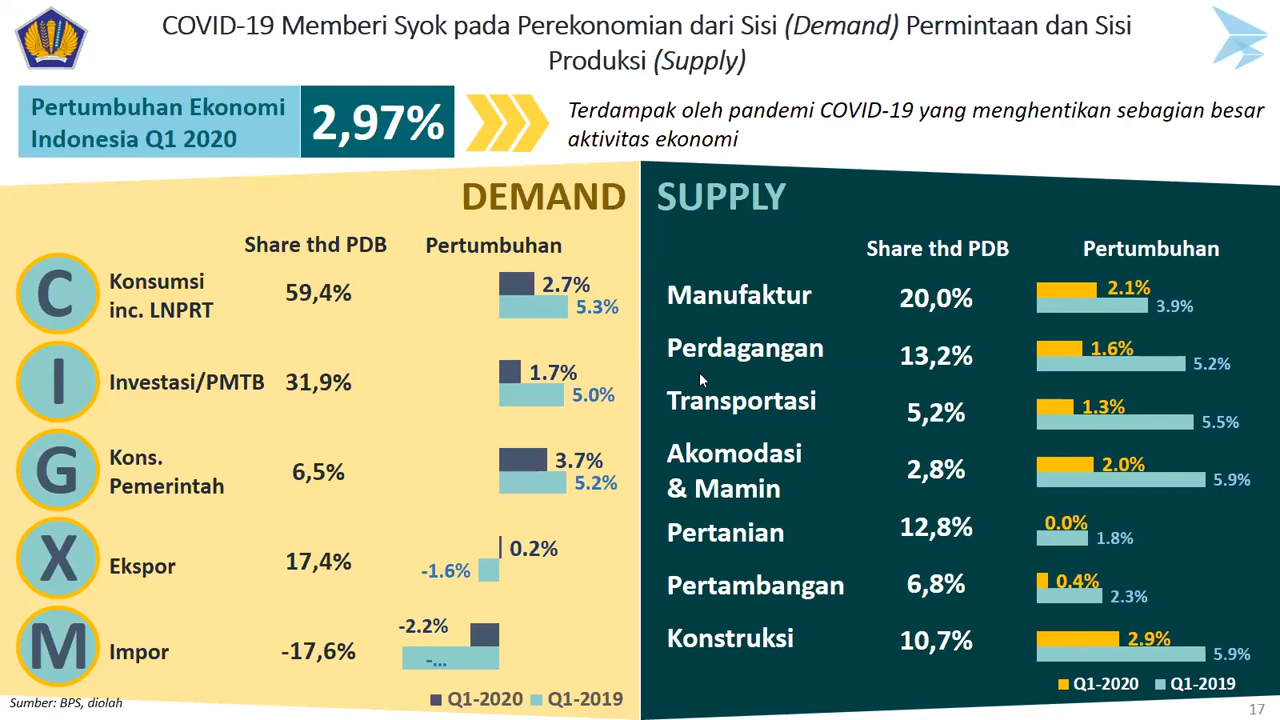 COVID-19 Memberi Syok pada Perekonomian dari Sisi (Demand) Permintaan dan Sisi
Produksi (Supply)
Pertumbuhan Ekonomi
Indonesia Q1 2020
2,97%
Terdampak oleh pandemi COVID-19 yang menghentikan sebagian besar
aktivitas ekonomi
DEMAND
Share thd PDB Pertumbuhan
C
Konsumsi
inc. LNPRT
59,4%
2.7%
5.3%
I
Investasi/PMTB
31,9%
1.7%
5.0%
G
Kons.
Pemerintah
6,5%
3.7%
5.2%
X
Ekspor
17,4%
0.2%
-1.6%
M
Impor
-17,6%
-2.2%
-...
Q1-2020 Q1-2019
Sumber: BPS, diolah
SUPPLY
Share thd PDB Pertumbuhan
Manufaktur
20,0%
2.1%
3.9%
Perdagangan
13,2%
1.6%
5.2%
Transportasi
5,2%
1.3%
5.5%
Akomodasi
& Mamin
2,8%
2.0%
5.9%
Pertanian
12,8%
0.0%
1.8%
Pertambangan
6,8%
0.4%
2.3%
Konstruksi
10,7%
2.9%
5.9%
Q1-2020 Q1-2019
17